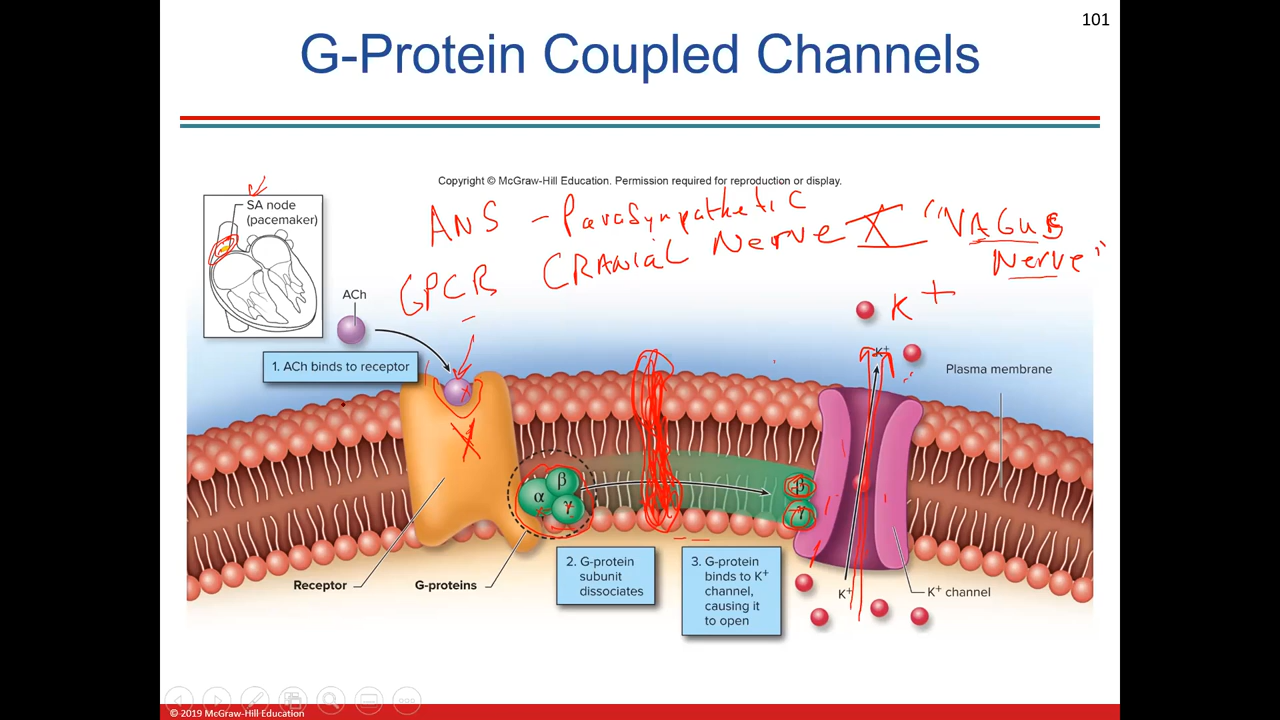 101
G-Protein Coupled Channels
Copyright © McGraw-Hill Education. Permission required for reproduction or display.
SA node
(pacemaker)
ANS - Parasympathetic
CRANIAL Nerve X "VAGUS
Nerve"
GPCR
K+
ACh
1. ACh binds to receptor
K+
Plasma membrane
α
β
γ
β
γ
Receptor
G-proteins
2. G-protein
subunit
dissociates
3. G-protein
binds to K+
channel,
causing it
to open
K+
K+ channel
© 2019 McGraw-Hill Education